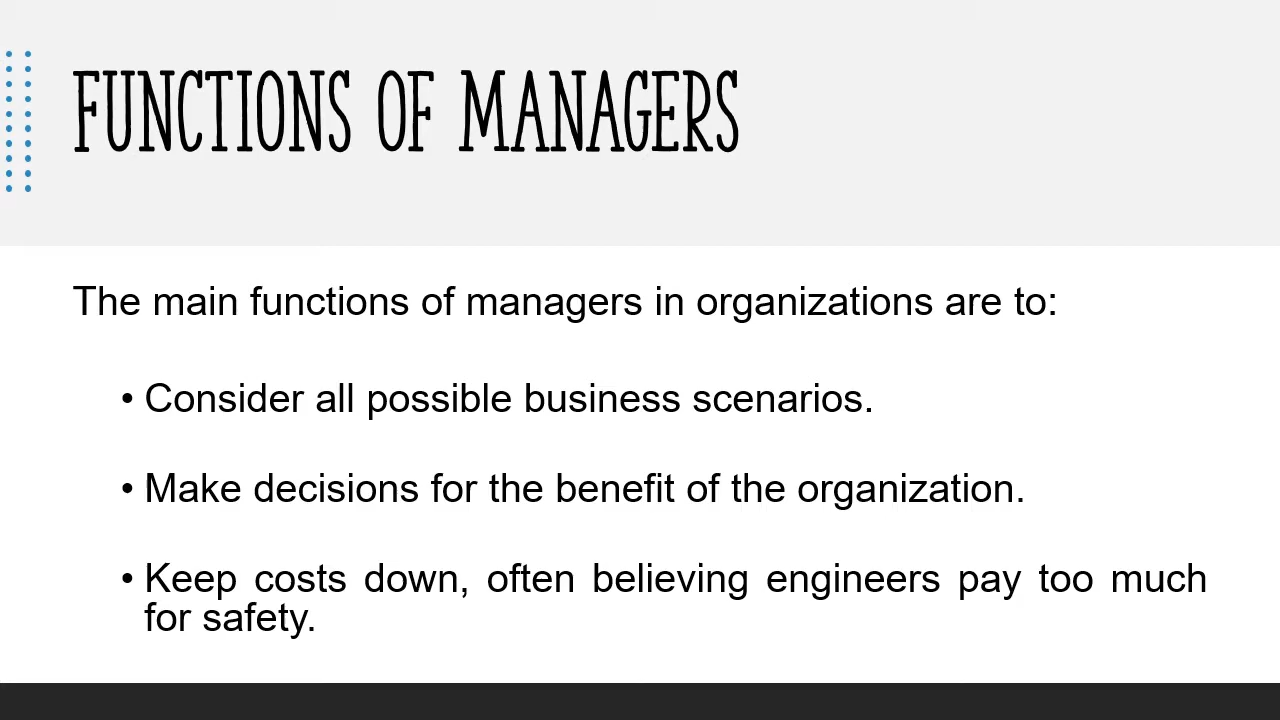 FUNCTIONS OF MANAGERS
The main functions of managers in organizations are to:
• Consider all possible business scenarios.
• Make decisions for the benefit of the organization.
• Keep costs down, often believing engineers pay too much
for safety.